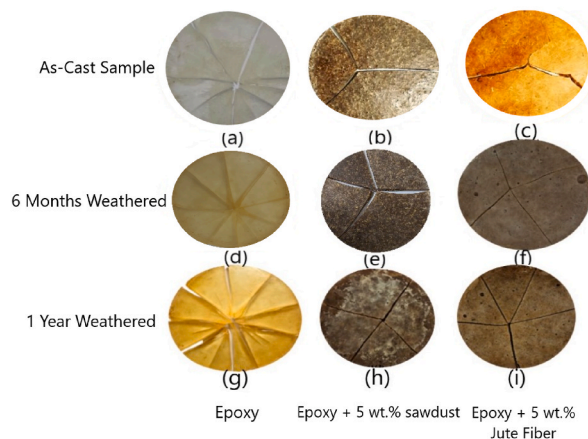 As-Cast Sample
(a)
(b)
(c)
6 Months Weathered
(d)
(e)
(f)
1 Year Weathered
(g)
(h)
(i)
Epoxy
Epoxy + 5 wt.% sawdust
Epoxy + 5 wt.%
Jute Fiber